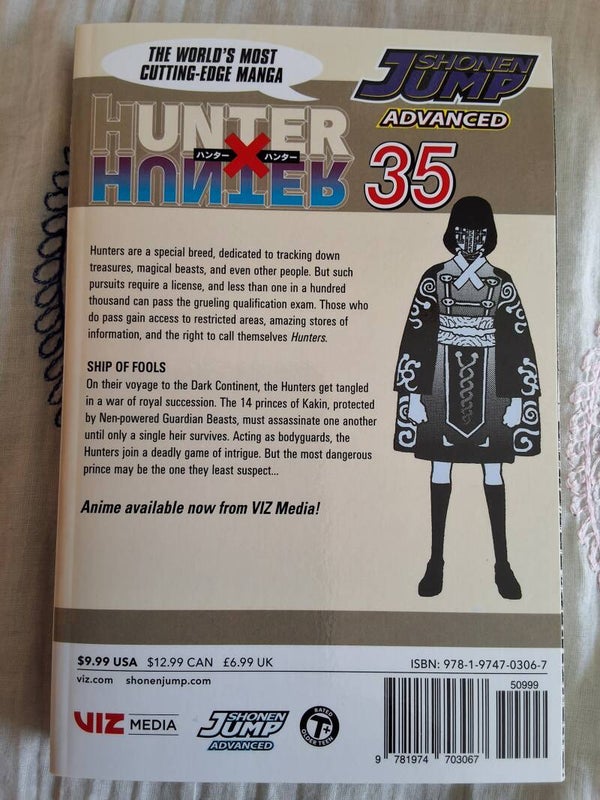 THE WORLD'S MOST
CUTTING-EDGE MANGA
SHONEN
JUMP
ADVANCED
HUNTER
ハンター X ハンター
HUNTER
35
Hunters are a special breed, dedicated to tracking down
treasures, magical beasts, and even other people. But such
pursuits require a license, and less than one in a hundred
thousand can pass the grueling qualification exam. Those who
do pass gain access to restricted areas, amazing stores of
information, and the right to call themselves Hunters.
SHIP OF FOOLS
On their voyage to the Dark Continent, the Hunters get tangled
in a war of royal succession. The 14 princes of Kakin, protected
by Nen-powered Guardian Beasts, must assassinate one another
until only a single heir survives. Acting as bodyguards, the
Hunters join a deadly game of intrigue. But the most dangerous
prince may be the one they least suspect...
Anime available now from VIZ Media!
$9.99 USA $12.99 CAN £6.99 UK
ISBN: 978-1-9747-0306-7
viz.com shonenjump.com
50999
VIZ MEDIA
SHONEN
JUMP
ADVANCED
RATED
T+
OLDER TEEN
9 781974 703067